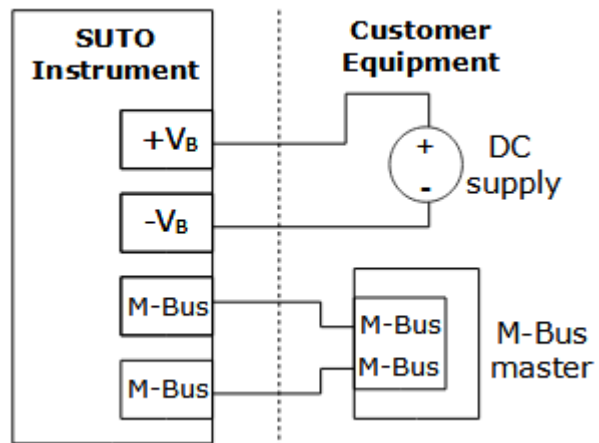 SUTO
Instrument
Customer
Equipment
+VB
+
-
DC
supply
-VB
M-Bus
M-Bus
M-Bus
M-Bus
M-Bus
master